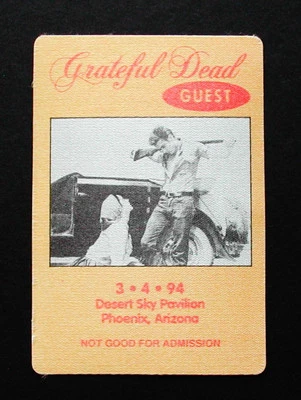 Grateful Dead
GUEST
3 • 4 • 94
Desert Sky Pavilion
Phoenix, Arizona
NOT GOOD FOR ADMISSION